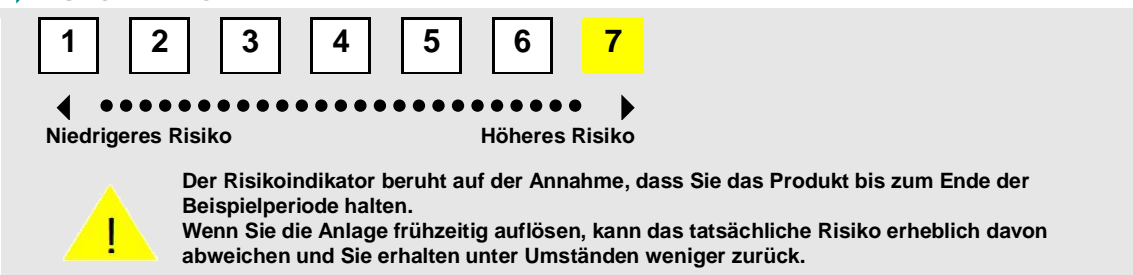 1 2 3 4 5 6 7
Niedrigeres Risiko Höheres Risiko
Der Risikoindikator beruht auf der Annahme, dass Sie das Produkt bis zum Ende der
Beispielperiode halten.
! Wenn Sie die Anlage frühzeitig auflösen, kann das tatsächliche Risiko erheblich davon
abweichen und Sie erhalten unter Umständen weniger zurück.